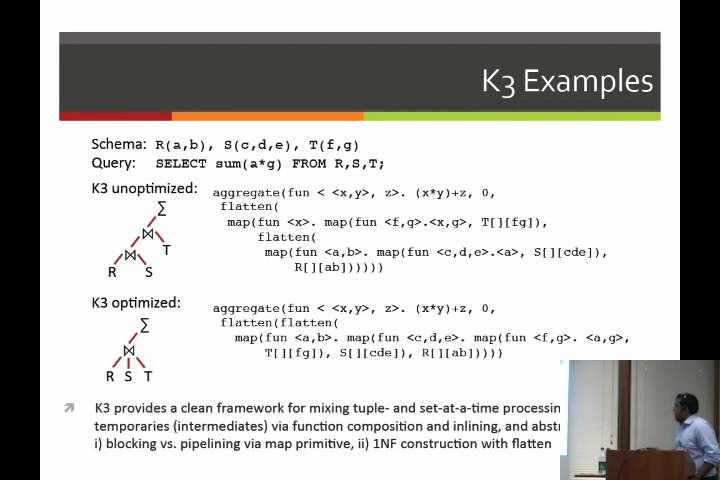 K3 Examples
Schema: R(a,b), S(c,d,e), T(f,g)
Query: SELECT sum(a*g) FROM R,S,T;
K3 unoptimized:
aggregate(fun < <x,y>, z>. (x*y)+z, 0,
flatten(
map(fun <x>. map(fun <f,g>.<x,g>, T[][fg]),
flatten(
map(fun <a,b>. map(fun <c,d,e>.<a>, S[][cde]),
R[][ab])))))
∑
⋈
⋈ T
R S
K3 optimized:
aggregate(fun < <x,y>, z>. (x*y)+z, 0,
flatten(flatten(
map(fun <a,b>. map(fun <c,d,e>. map(fun <f,g>. <a,g>,
T[][fg]), S[][cde]), R[][ab]))))
∑
⋈
R S T
K3 provides a clean framework for mixing tuple- and set-at-a-time
temporaries (intermediates) via function composition and inlining, and
i) blocking vs. pipelining via map primitive, ii) 1NF construction with flatten